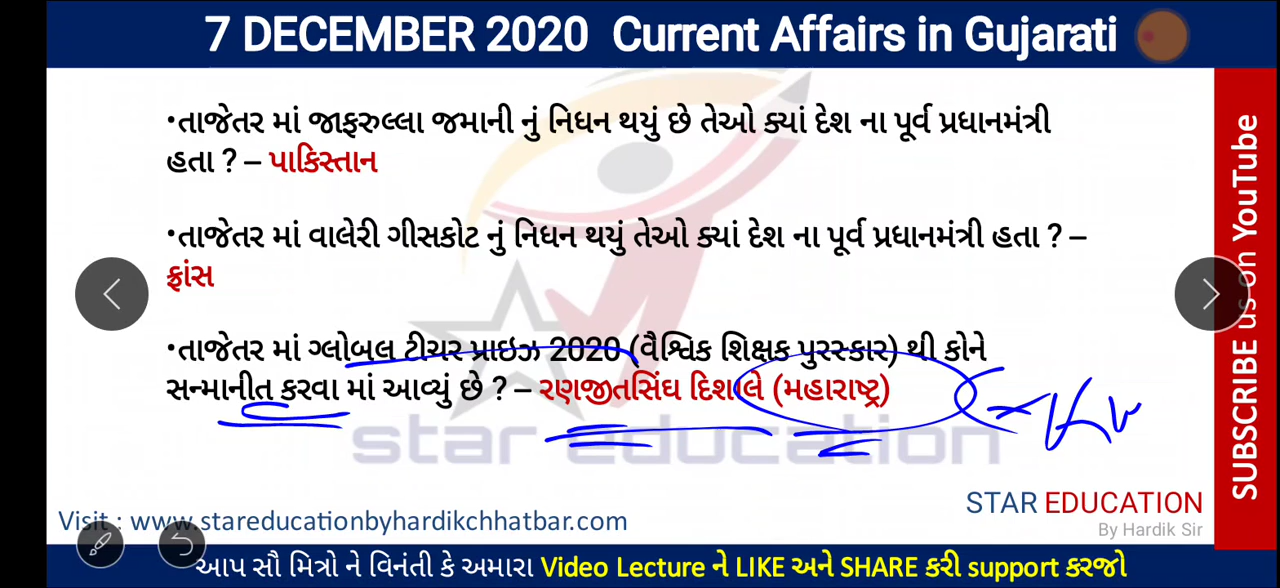 7 DECEMBER 2020 Current Affairs in Gujarati
•તાજેતર માં જાફરુલ્લા જમાની નું નિધન થયું છે તેઓ ક્યાં દેશ ના પૂર્વ પ્રધાનમંત્રી
હતા ? – પાકિસ્તાન
•તાજેતર માં વાલેરી ગીસકોટ નું નિધન થયું તેઓ ક્યાં દેશ ના પૂર્વ પ્રધાનમંત્રી હતા ? –
ફ્રાંસ
•તાજેતર માં ગ્લોબલ ટીચર પ્રાઇઝ 2020 (વૈશ્વિક શિક્ષક પુરસ્કાર) થી કોને
સન્માનીત કરવા માં આવ્યું છે ? – રણજીતસિંઘ દિશાલે (મહારાષ્ટ્ર)
star education
STAR EDUCATION
By Hardik Sir
Visit : www.stareducationbyhardikchhatbar.com
આપ સૌ મિત્રો ને વિનંતી કે અમારા Video Lecture ને LIKE અને SHARE કરી support કરજો
SUBSCRIBE us on YouTube